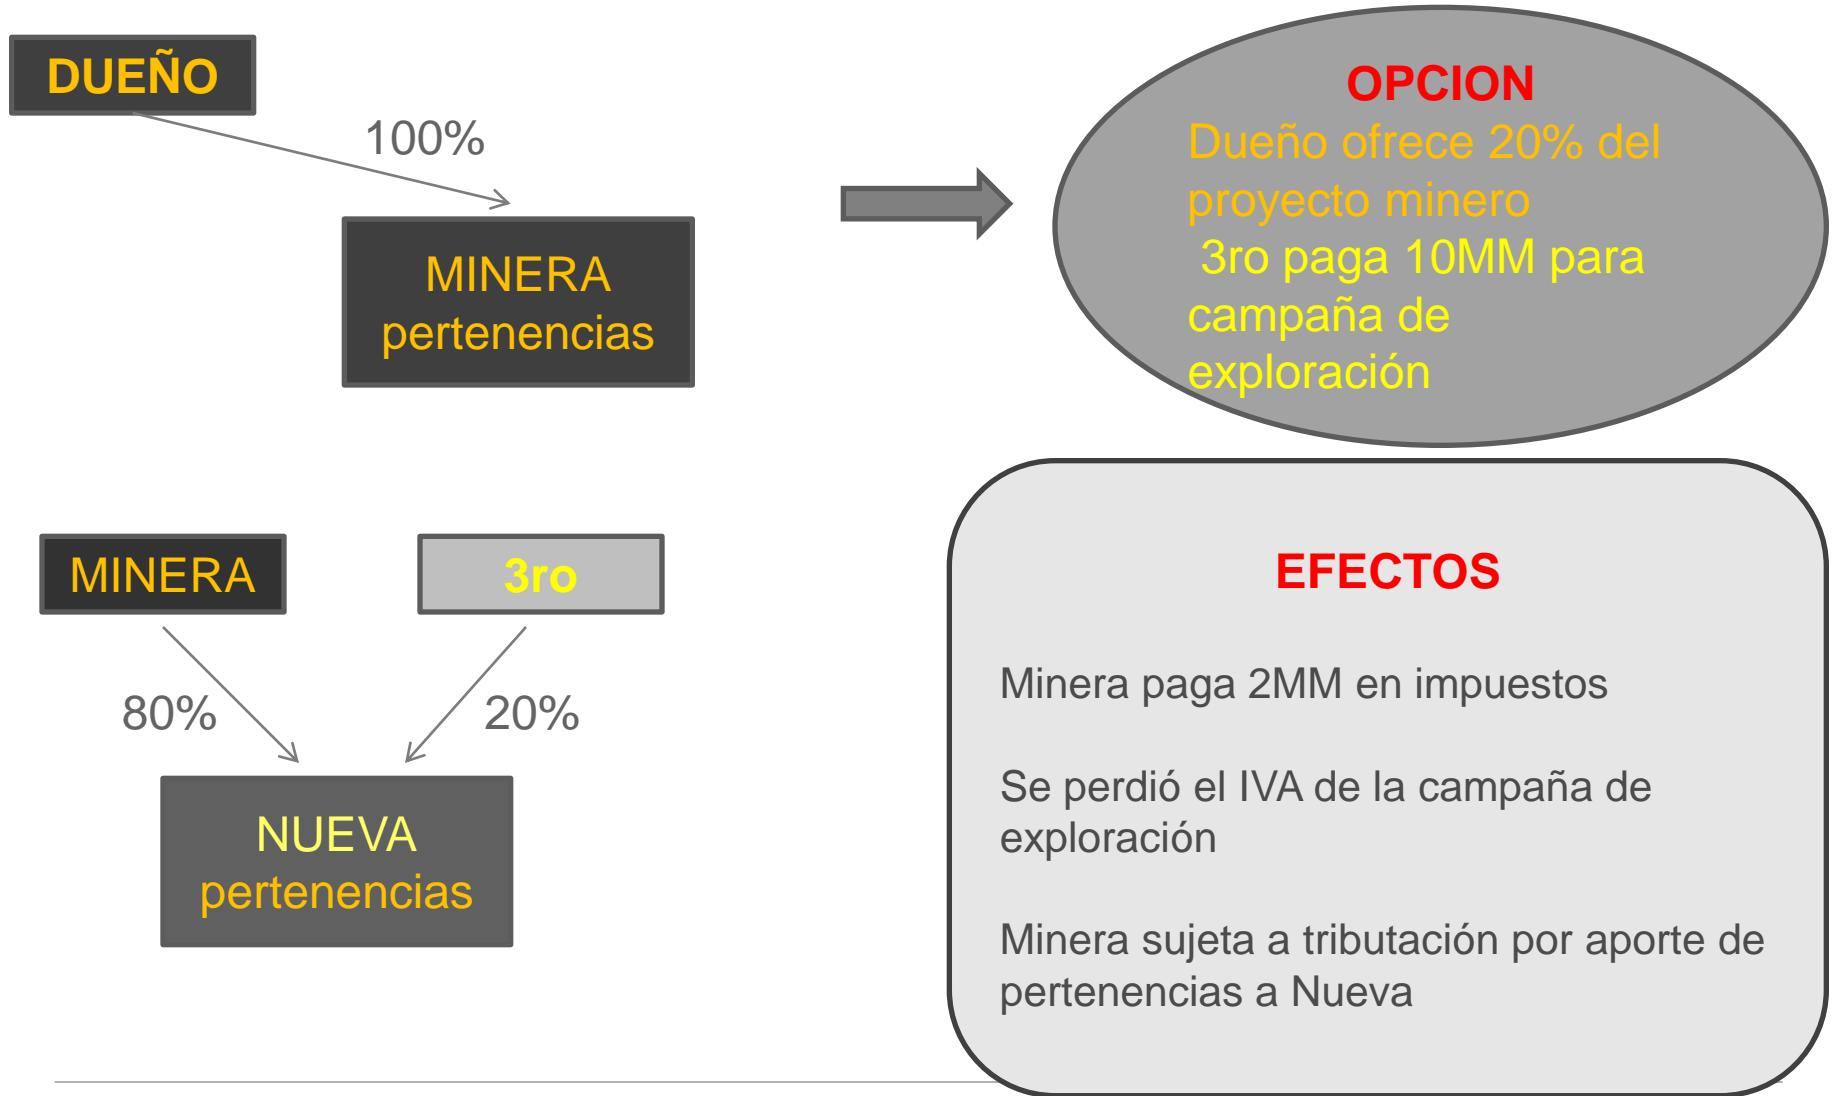 DUEÑO
100%
MINERA
pertenencias
OPCION
Dueño ofrece 20% del
proyecto minero
3ro paga 10MM para
campaña de
exploración
MINERA
3ro
80%
20%
NUEVA
pertenencias
EFECTOS
Minera paga 2MM en impuestos
Se perdió el IVA de la campaña de
exploración
Minera sujeta a tributación por aporte de
pertenencias a Nueva